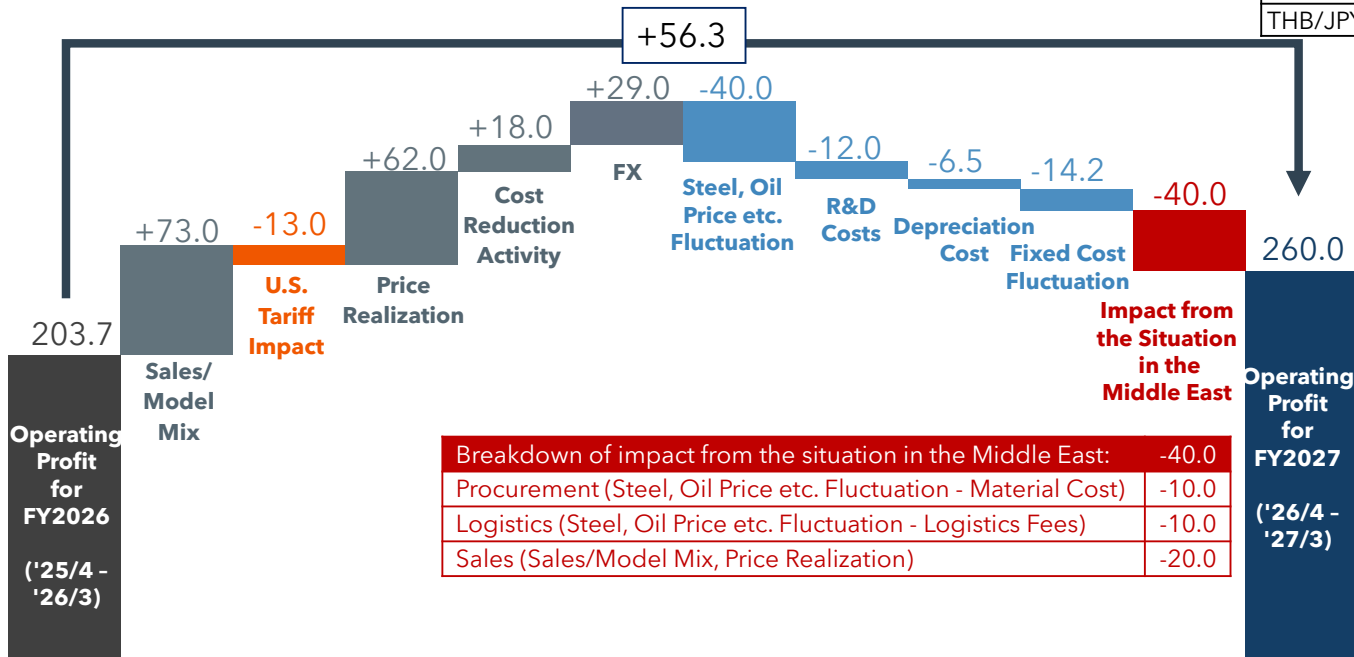 THB/JPY
+56.3
+29.0
-40.0
+18.0
-12.0
-6.5
-14.2
-40.0
+62.0
+73.0
-13.0
260.0
203.7
FX
Steel, Oil
Price etc.
Fluctuation
Cost
Reduction
Activity
R&D
Costs
Depreciation
Cost
Fixed Cost
Fluctuation
U.S.
Tariff
Impact
Price
Realization
Impact from
the Situation
in the
Middle East
Sales/
Model
Mix
Operating
Profit
for
FY2026
('25/4 –
'26/3)
Operating
Profit
for
FY2027
('26/4 –
'27/3)
Breakdown of impact from the situation in the Middle East: -40.0
Procurement (Steel, Oil Price etc. Fluctuation - Material Cost) -10.0
Logistics (Steel, Oil Price etc. Fluctuation - Logistics Fees) -10.0
Sales (Sales/Model Mix, Price Realization) -20.0